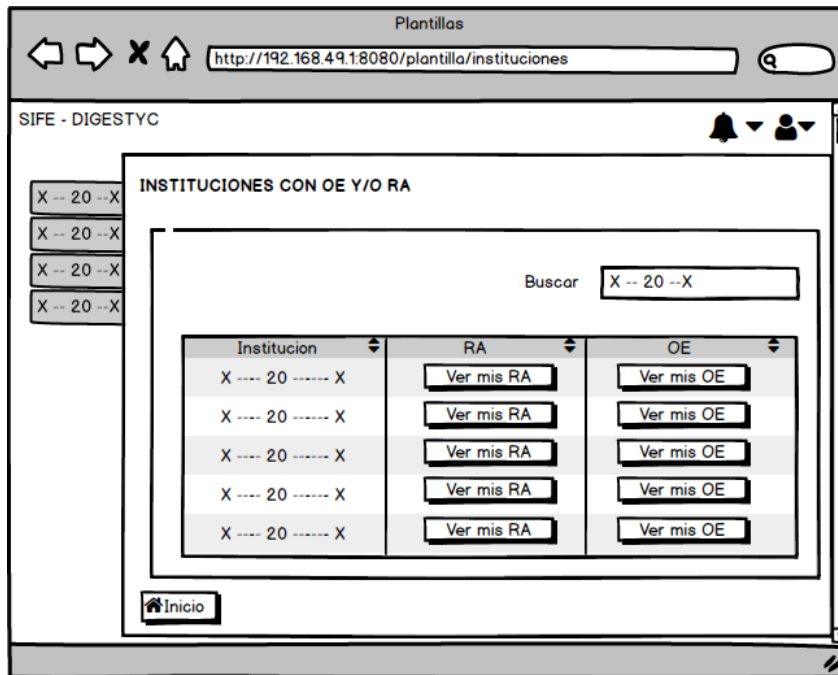 Plantillas
http://192.168.49.1:8080/plantilla/instituciones
SIFE - DIGESTYC
INSTITUCIONES CON OE Y/O RA
X -- 20 --X
X -- 20 --X
X -- 20 --X
X -- 20 --X
Buscar X -- 20 --X
Institucion RA OE
X ---- 20 ------ X Ver mis RA Ver mis OE
X ---- 20 ------ X Ver mis RA Ver mis OE
X ---- 20 ------ X Ver mis RA Ver mis OE
X ---- 20 ------ X Ver mis RA Ver mis OE
X ---- 20 ------ X Ver mis RA Ver mis OE
Inicio